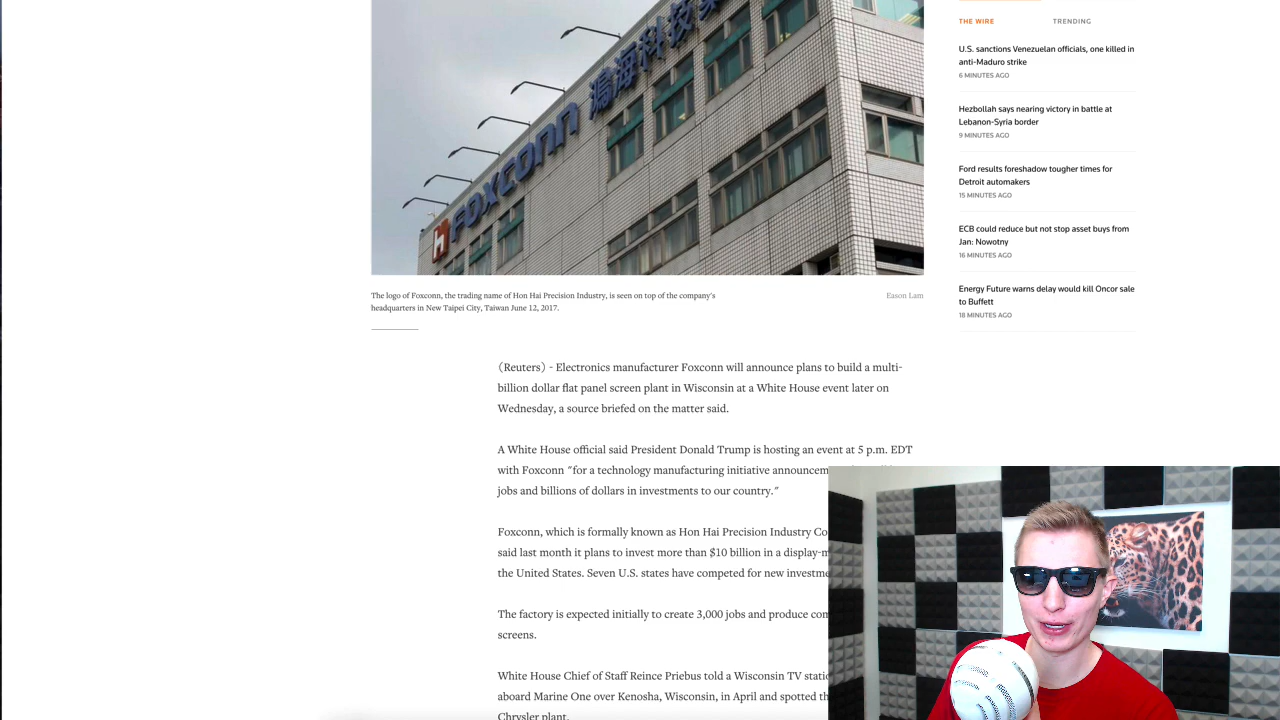 Foxconn 鴻海科技集
THE WIRE
TRENDING
U.S. sanctions Venezuelan officials, one killed in
anti-Maduro strike
6 MINUTES AGO
Hezbollah says nearing victory in battle at
Lebanon-Syria border
9 MINUTES AGO
Ford results foreshadow tougher times for
Detroit automakers
15 MINUTES AGO
ECB could reduce but not stop asset buys from
Jan: Nowotny
16 MINUTES AGO
Energy Future warns delay would kill Oncor sale
to Buffett
18 MINUTES AGO
The logo of Foxconn, the trading name of Hon Hai Precision Industry, is seen on top of the company's
headquarters in New Taipei City, Taiwan June 12, 2017.
Eason Lam
(Reuters) - Electronics manufacturer Foxconn will announce plans to build a multi-
billion dollar flat panel screen plant in Wisconsin at a White House event later on
Wednesday, a source briefed on the matter said.
A White House official said President Donald Trump is hosting an event at 5 p.m. EDT
with Foxconn "for a technology manufacturing initiative announcem
jobs and billions of dollars in investments to our country."
Foxconn, which is formally known as Hon Hai Precision Industry Co
said last month it plans to invest more than $10 billion in a display-m
the United States. Seven U.S. states have competed for new investme
The factory is expected initially to create 3,000 jobs and produce com
screens.
White House Chief of Staff Reince Priebus told a Wisconsin TV static
aboard Marine One over Kenosha, Wisconsin, in April and spotted th
Chrysler plant.